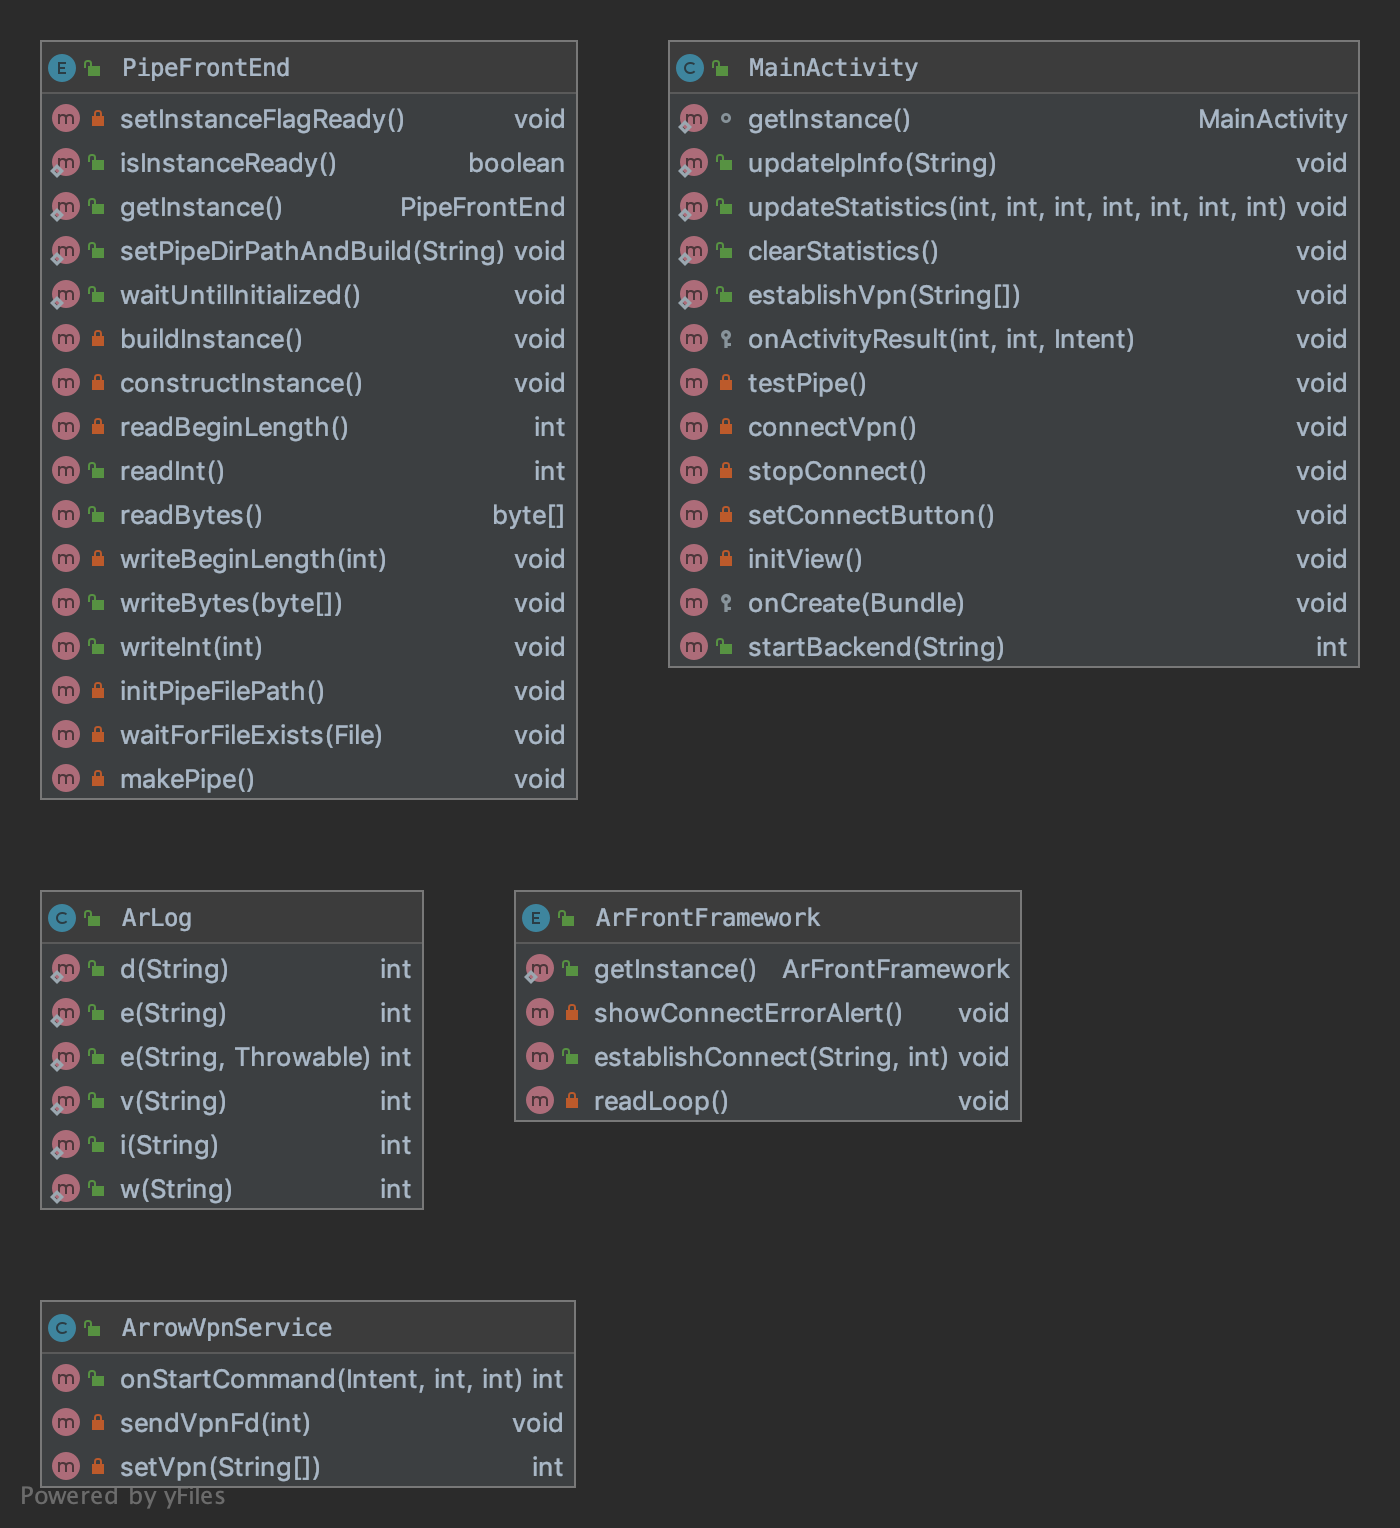 E PipeFrontEnd
m setInstanceFlagReady() void
m isInstanceReady() boolean
m getInstance() PipeFrontEnd
m setPipeDirPathAndBuild(String) void
m waitUntilInitialized() void
m buildInstance() void
m constructInstance() void
m readBeginLength() int
m readInt() int
m readBytes() byte[]
m writeBeginLength(int) void
m writeBytes(byte[]) void
m writeInt(int) void
m initPipeFilePath() void
m waitForFileExists(File) void
m makePipe() void
C MainActivity
m getInstance() MainActivity
m updateIpInfo(String) void
m updateStatistics(int, int, int, int, int, int, int) void
m clearStatistics() void
m establishVpn(String[]) void
m onActivityResult(int, int, Intent) void
m testPipe() void
m connectVpn() void
m stopConnect() void
m setConnectButton() void
m initView() void
m onCreate(Bundle) void
m startBackend(String) int
C ArLog
m d(String) int
m e(String) int
m e(String, Throwable) int
m v(String) int
m i(String) int
m w(String) int
E ArFrontFramework
m getInstance() ArFrontFramework
m showConnectErrorAlert() void
m establishConnect(String, int) void
m readLoop() void
C ArrowVpnService
m onStartCommand(Intent, int, int) int
m sendVpnFd(int) void
m setVpn(String[]) int
Powered by yFiles